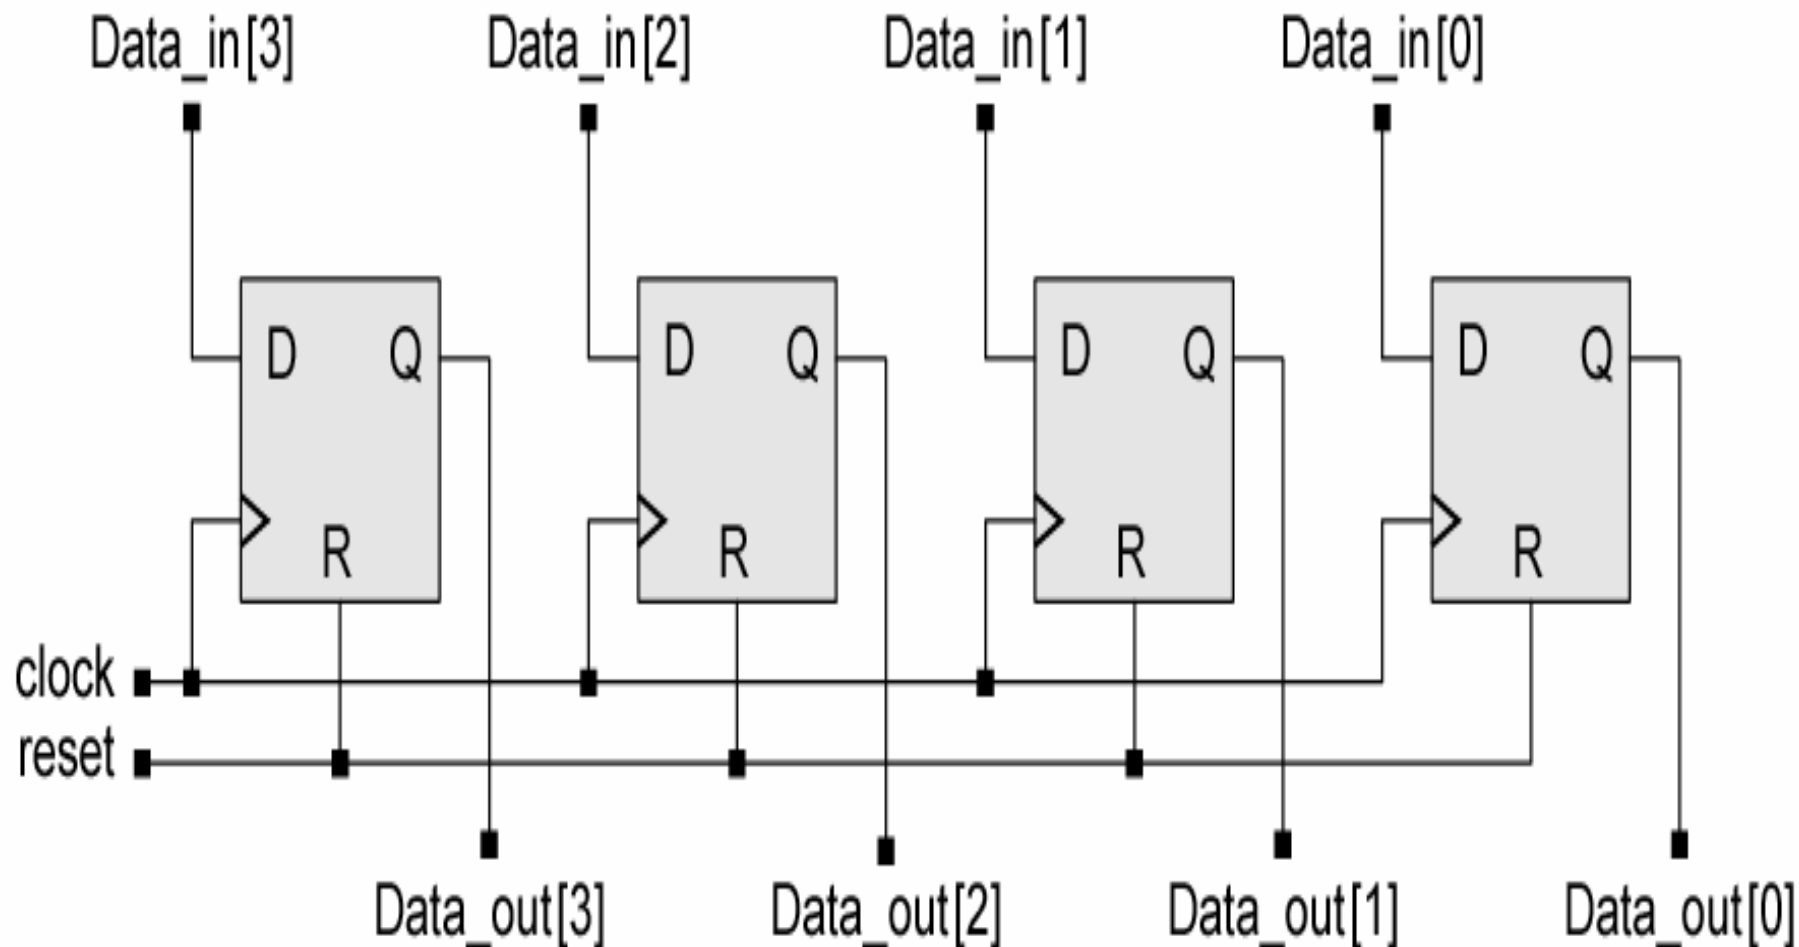 Data_in[3] Data_in[2] Data_in[1] Data_in[0]
D Q D Q D Q D Q
R R R R
clock
reset
Data_out[3] Data_out[2] Data_out[1] Data_out[0]